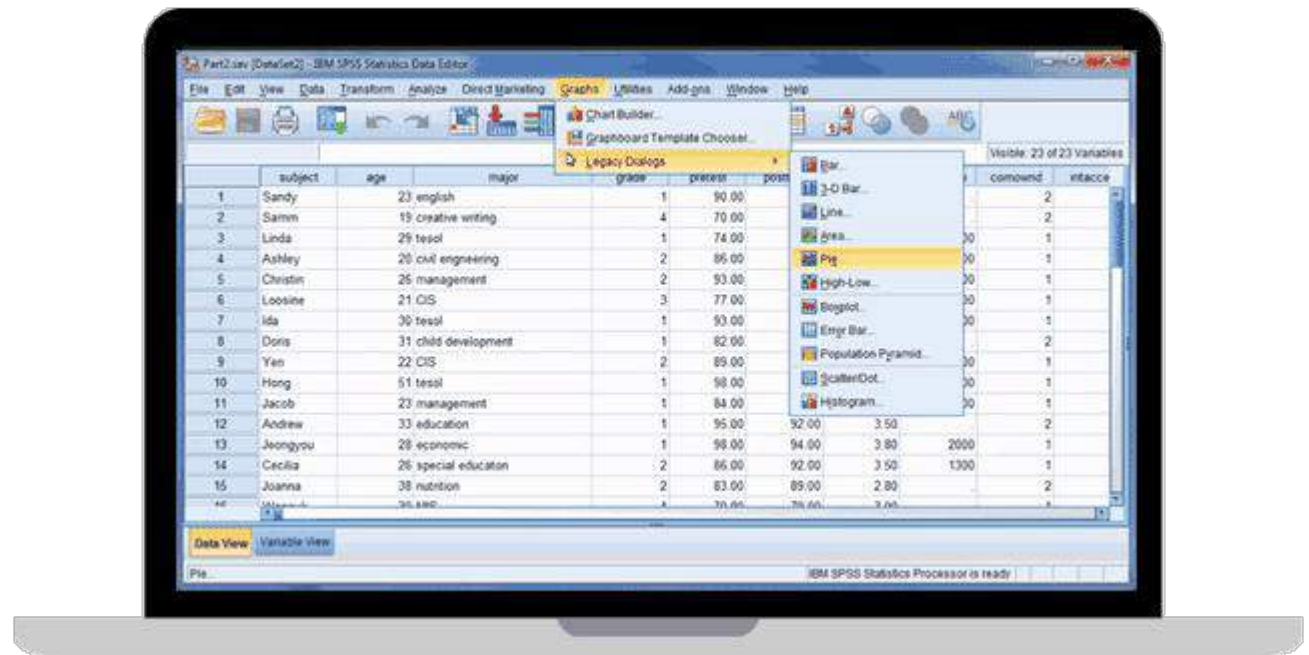 Part2.sav [DataSet2] - IBM SPSS Statistics Data Editor
File Edit View Data Transform Analyze Direct Marketing Graphs Utilities Add-ons Window Help
Chart Builder...
Graphboard Template Chooser...
Legacy Dialogs
Visible: 23 of 23 Variables
Bar...
3-D Bar...
Line...
Area...
Pie
High-Low...
Boxplot...
Error Bar...
Population Pyramid...
Scatter/Dot...
Histogram...
subject age major grade pretest comownd intacce
1 Sandy 23 english 1 90.00 2
2 Samm 19 creative writing 4 70.00 2
3 Linda 29 tesol 1 74.00 1
4 Ashley 20 civil engneering 2 86.00 1
5 Christin 26 management 2 93.00 1
6 Loosine 21 CIS 3 77.00 1
7 Ida 30 tesol 1 93.00 1
8 Doris 31 child development 1 82.00 2
9 Yen 22 CIS 2 89.00 1
10 Hong 51 tesol 1 98.00 1
11 Jacob 23 management 1 84.00 1
12 Andrew 33 education 1 95.00 92.00 3.50 . 2
13 Jeongyou 28 economic 1 98.00 94.00 3.80 2000 1
14 Cecilia 26 special educaton 2 86.00 92.00 3.50 1300 1
15 Joanna 38 nutrition 2 83.00 89.00 2.80 . 2
Data View Variable View
Pie...
IBM SPSS Statistics Processor is ready